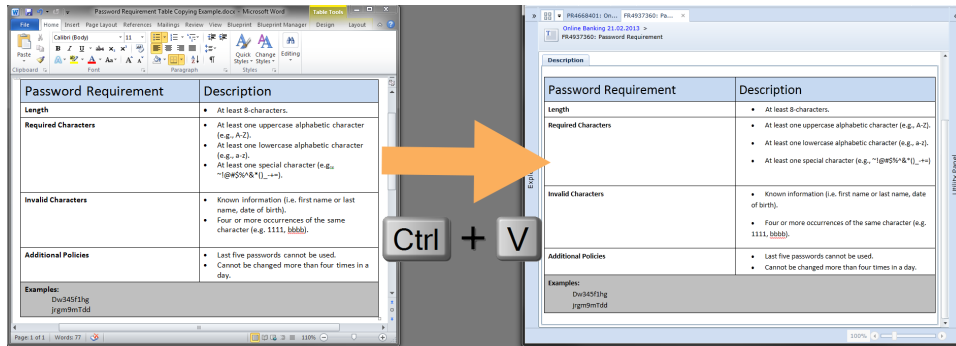 Password Requirement Table Copying Example.docx - Microsoft Word
Table Tools
File Home Insert Page Layout References Mailings Review View Blueprint Blueprint Manager Design Layout
Calibri (Body) 11
Paste
Quick Styles
Change Styles
Editing
Clipboard Font Paragraph Styles
Password Requirement Description
Length
• At least 8-characters.
Required Characters
• At least one uppercase alphabetic character
(e.g., A-Z).
• At least one lowercase alphabetic character
(e.g., a-z).
• At least one special character (e.g.,
~!@#$%^&*()_-+=).
Invalid Characters
• Known information (i.e. first name or last
name, date of birth).
• Four or more occurrences of the same
character (e.g. 1111, bbbb).
Additional Policies
• Last five passwords cannot be used.
• Cannot be changed more than four times in a
day.
Examples:
Dw345f1hg
jrgm9mTdd
Page: 1 of 1 Words: 77 110%
Ctrl + V
PR4668401: On... FR4937360: Pa...
Online Banking 21.02.2013 >
FR4937360: Password Requirement
Description
Password Requirement Description
Length
• At least 8-characters.
Required Characters
• At least one uppercase alphabetic character (e.g., A-Z).
• At least one lowercase alphabetic character (e.g., a-z).
• At least one special character (e.g., ~!@#$%^&*()_-+=)
Invalid Characters
• Known information (i.e. first name or last name, date
of birth).
• Four or more occurrences of the same character (e.g.
1111, bbbb).
Additional Policies
• Last five passwords cannot be used.
• Cannot be changed more than four times in a day.
Examples:
Dw345f1hg
jrgm9mTdd
Utility Panel
100%